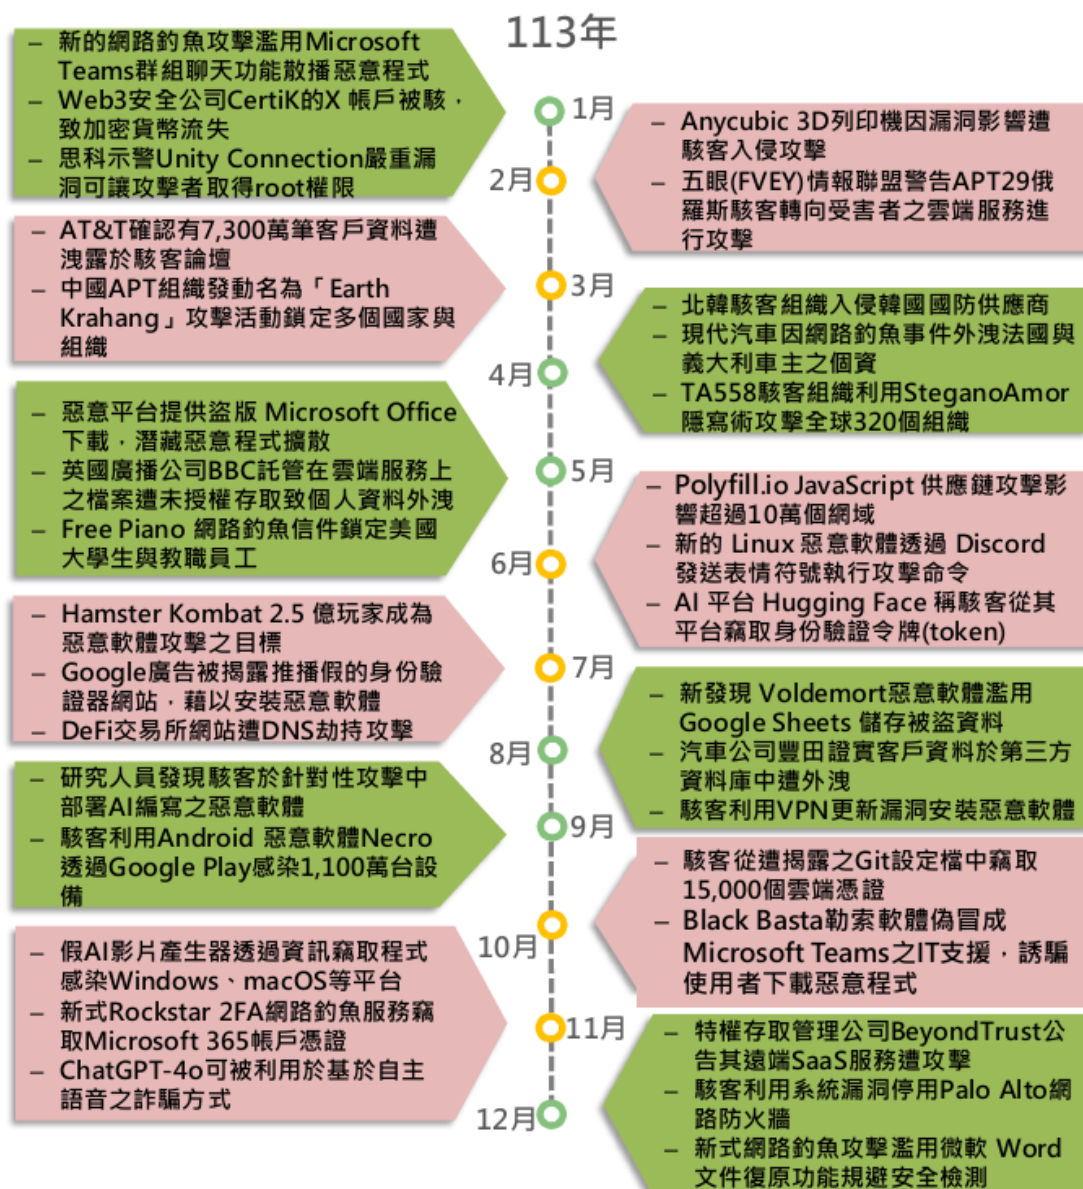 113年
1月
– 新的網路釣魚攻擊濫用Microsoft
Teams群組聊天功能散播惡意程式
– Web3安全公司CertiK的X 帳戶被駭，
致加密貨幣流失
– 思科示警Unity Connection嚴重漏
洞可讓攻擊者取得root權限
2月
– Anycubic 3D列印機因漏洞影響遭
駭客入侵攻擊
– 五眼(FVEY)情報聯盟警告APT29俄
羅斯駭客轉向受害者之雲端服務進
行攻擊
3月
– AT&T確認有7,300萬筆客戶資料遭
洩露於駭客論壇
– 中國APT組織發動名為「Earth
Krahang」攻擊活動鎖定多個國家與
組織
4月
– 北韓駭客組織入侵韓國國防供應商
– 現代汽車因網路釣魚事件外洩法國與
義大利車主之個資
– TA558駭客組織利用SteganoAmor
隱寫術攻擊全球320個組織
5月
– 惡意平台提供盜版 Microsoft Office
下載，潛藏惡意程式擴散
– 英國廣播公司BBC託管在雲端服務上
之檔案遭未授權存取致個人資料外洩
– Free Piano 網路釣魚信件鎖定美國
大學生與教職員工
6月
– Polyfill.io JavaScript 供應鏈攻擊影
響超過10萬個網域
– 新的 Linux 惡意軟體透過 Discord
發送表情符號執行攻擊命令
– AI 平台 Hugging Face 稱駭客從其
平台竊取身份驗證令牌(token)
7月
– Hamster Kombat 2.5 億玩家成為
惡意軟體攻擊之目標
– Google廣告被揭露推播假的身份驗
證器網站，藉以安裝惡意軟體
– DeFi交易所網站遭DNS劫持攻擊
8月
– 新發現 Voldemort惡意軟體濫用
Google Sheets 儲存被盜資料
– 汽車公司豐田證實客戶資料於第三方
資料庫中遭外洩
– 駭客利用VPN更新漏洞安裝惡意軟體
9月
– 研究人員發現駭客於針對性攻擊中
部署AI編寫之惡意軟體
– 駭客利用Android 惡意軟體Necro
透過Google Play感染1,100萬台設
備
10月
– 駭客從遭揭露之Git設定檔中竊取
15,000個雲端憑證
– Black Basta勒索軟體偽冒成
Microsoft Teams之IT支援，誘騙
使用者下載惡意程式
11月
– 假AI影片產生器透過資訊竊取程式
感染Windows、macOS等平台
– 新式Rockstar 2FA網路釣魚服務竊
取Microsoft 365帳戶憑證
– ChatGPT-4o可被利用於基於自主
語音之詐騙方式
12月
– 特權存取管理公司BeyondTrust公
告其遠端SaaS服務遭攻擊
– 駭客利用系統漏洞停用Palo Alto網
路防火牆
– 新式網路釣魚攻擊濫用微軟 Word
文件復原功能規避安全檢測